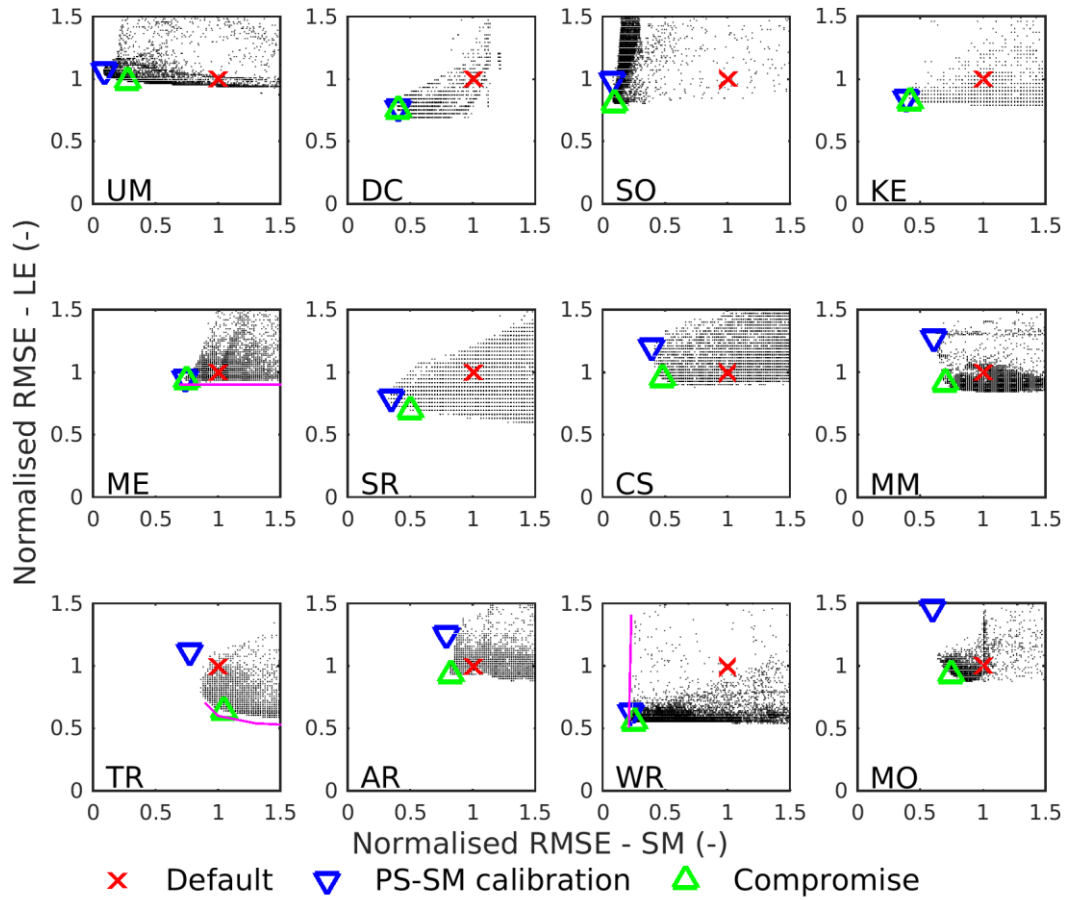 1.5 1.5 1.5 1.5
1 1 1 1
0.5 0.5 0.5 0.5
0 UM 0 DC 0 SO 0 KE
0 0.5 1 1.5 0 0.5 1 1.5 0 0.5 1 1.5 0 0.5 1 1.5
Normalised RMSE - LE (-)
1.5 1.5 1.5 1.5
1 1 1 1
0.5 0.5 0.5 0.5
0 ME 0 SR 0 CS 0 MM
0 0.5 1 1.5 0 0.5 1 1.5 0 0.5 1 1.5 0 0.5 1 1.5
1.5 1.5 1.5 1.5
1 1 1 1
0.5 0.5 0.5 0.5
0 TR 0 AR 0 WR 0 MO
0 0.5 1 1.5 0 0.5 1 1.5 0 0.5 1 1.5 0 0.5 1 1.5
Normalised RMSE - SM (-)
Default PS-SM calibration Compromise